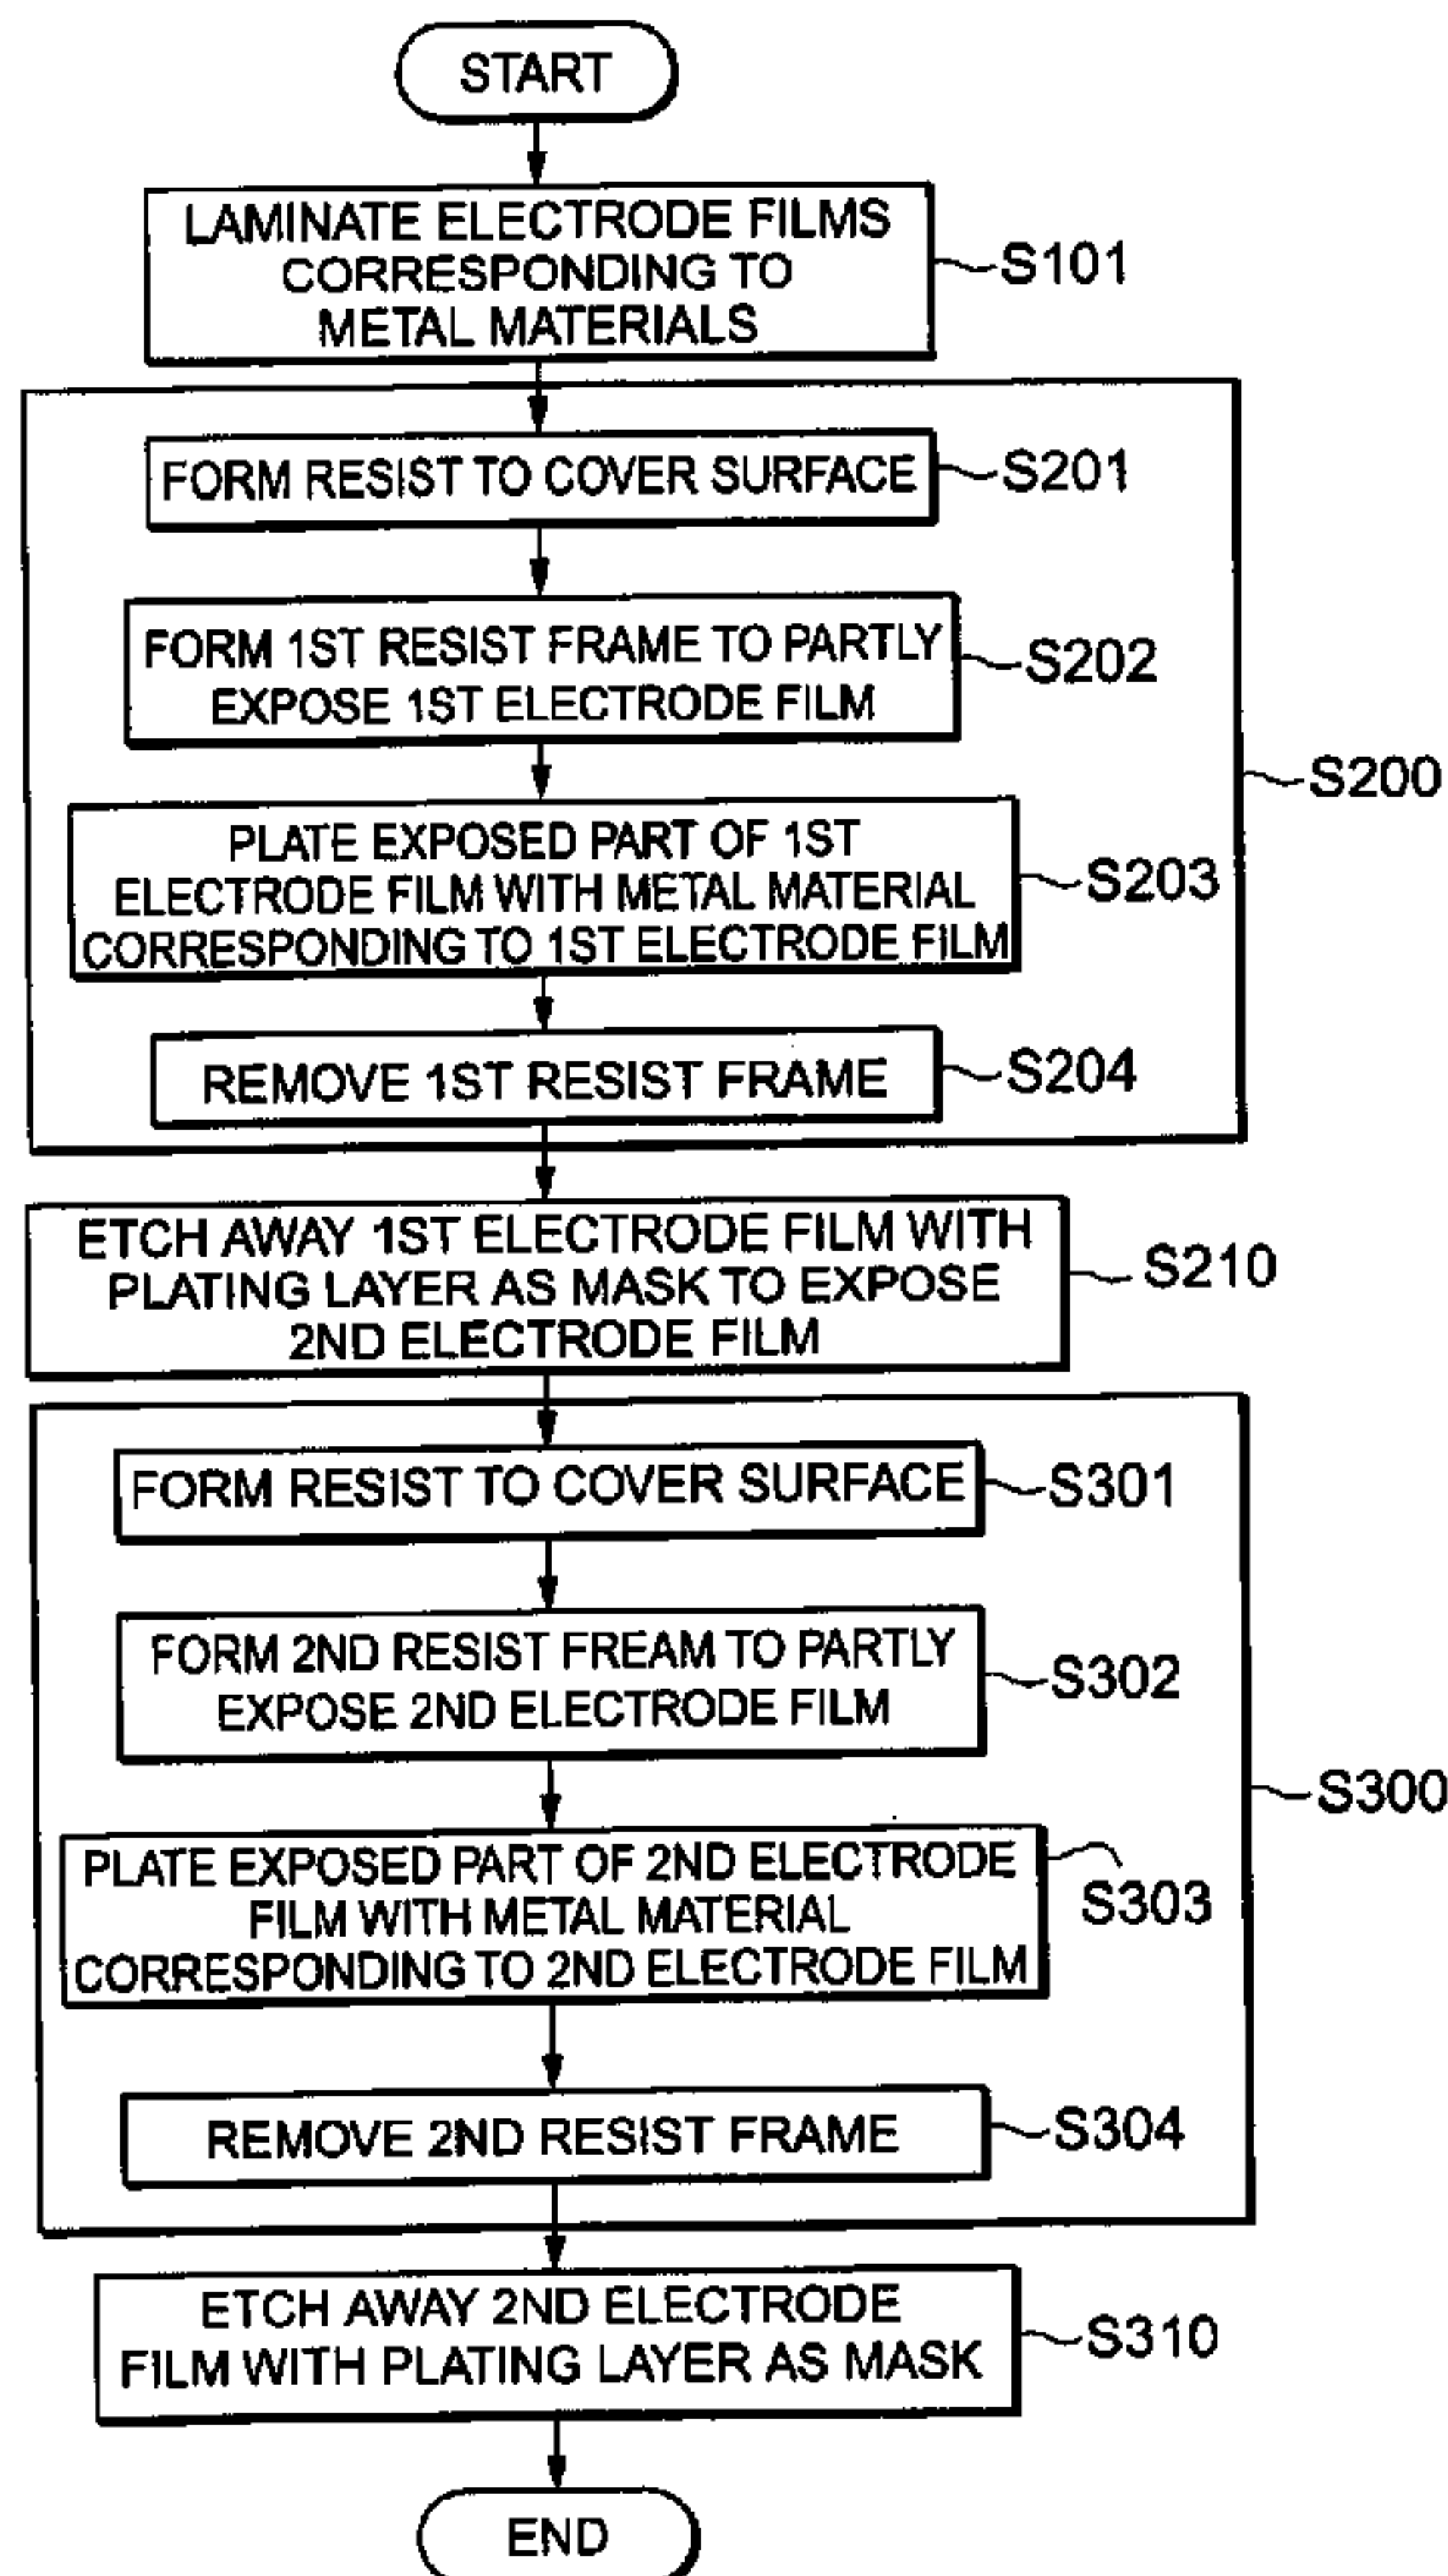 START
LAMINATE ELECTRODE FILMS
CORRESPONDING TO
METAL MATERIALS
S101
FORM RESIST TO COVER SURFACE
S201
FORM 1ST RESIST FRAME TO PARTLY
EXPOSE 1ST ELECTRODE FILM
S202
S200
PLATE EXPOSED PART OF 1ST
ELECTRODE FILM WITH METAL MATERIAL
CORRESPONDING TO 1ST ELECTRODE FILM
S203
REMOVE 1ST RESIST FRAME
S204
ETCH AWAY 1ST ELECTRODE FILM WITH
PLATING LAYER AS MASK TO EXPOSE
2ND ELECTRODE FILM
S210
FORM RESIST TO COVER SURFACE
S301
FORM 2ND RESIST FREAM TO PARTLY
EXPOSE 2ND ELECTRODE FILM
S302
S300
PLATE EXPOSED PART OF 2ND ELECTRODE
FILM WITH METAL MATERIAL
CORRESPONDING TO 2ND ELECTRODE FILM
S303
REMOVE 2ND RESIST FRAME
S304
ETCH AWAY 2ND ELECTRODE
FILM WITH PLATING LAYER AS MASK
S310
END